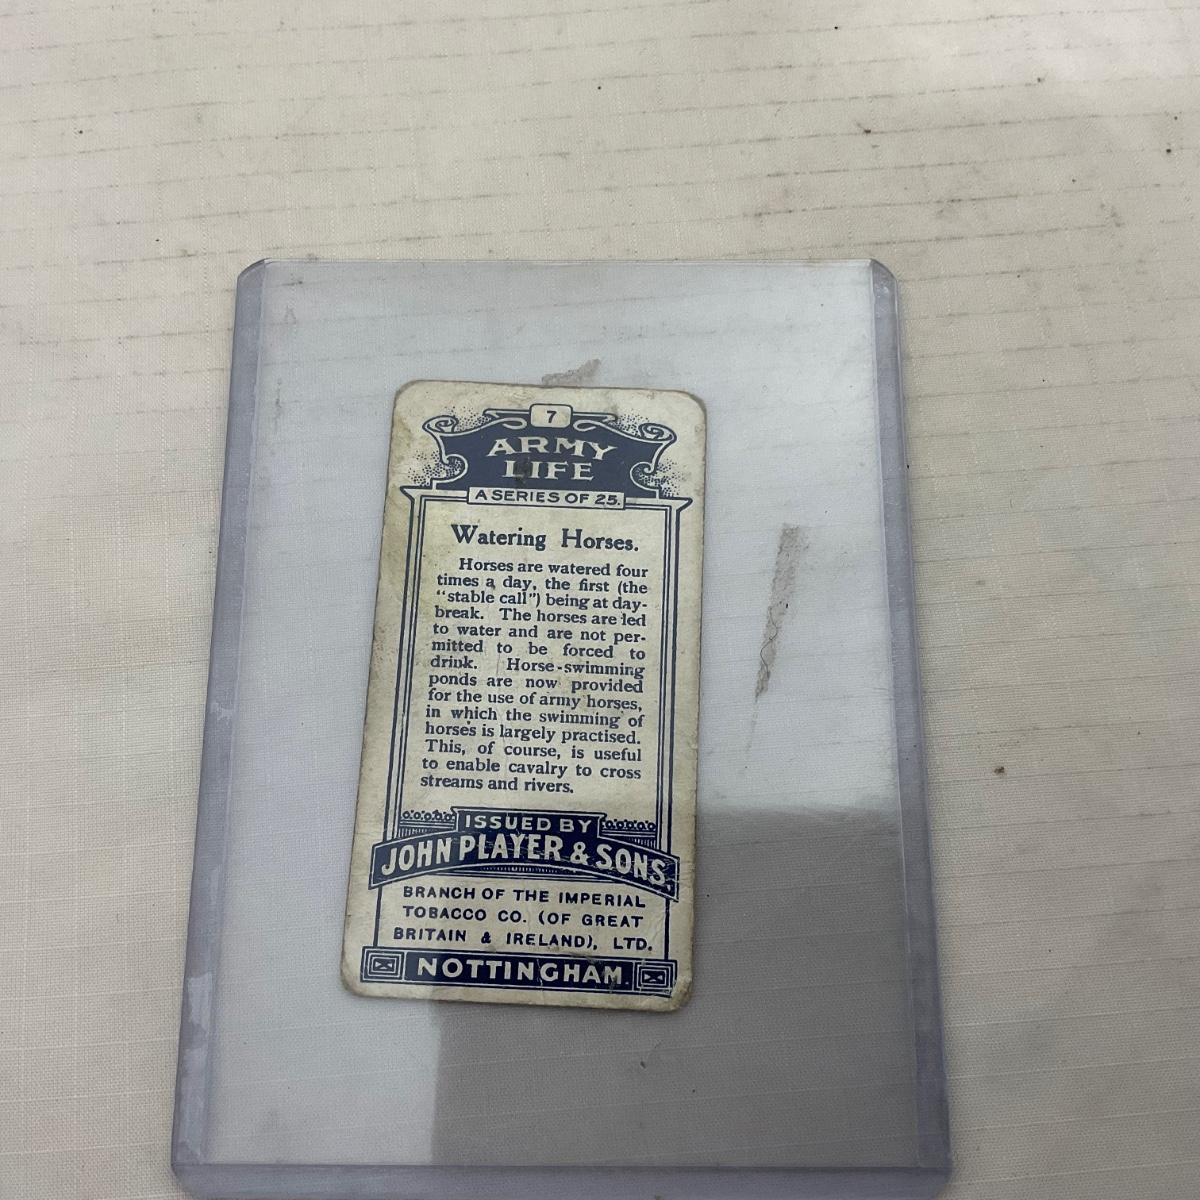 7
ARMY
LIFE
A SERIES OF 25.
Watering Horses.
Horses are watered four
times a day, the first (the
"stable call") being at day-
break. The horses are led
to water and are not per-
mitted to be forced to
drink. Horse-swimming
ponds are now provided
for the use of army horses,
in which the swimming of
horses is largely practised.
This, of course, is useful
to enable cavalry to cross
streams and rivers.
ISSUED BY
JOHN PLAYER & SONS.
BRANCH OF THE IMPERIAL
TOBACCO CO. (OF GREAT
BRITAIN & IRELAND), LTD.
NOTTINGHAM.